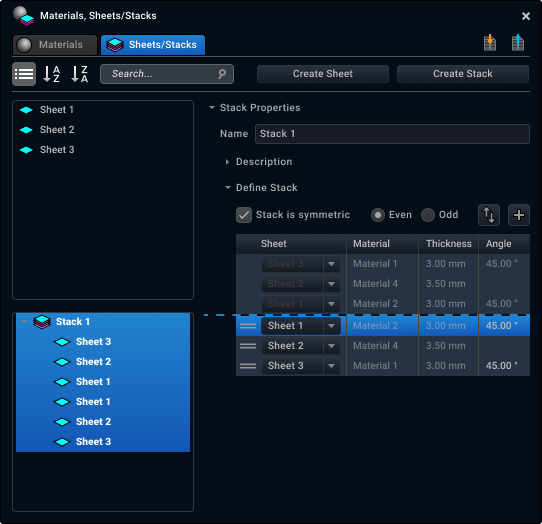 Materials, Sheets/Stacks
Materials Sheets/Stacks
A Z Z A Search... Create Sheet Create Stack
Sheet 1
Sheet 2
Sheet 3
Stack Properties
Name Stack 1
Description
Define Stack
Stack is symmetric Even Odd
Sheet Material Thickness Angle
Sheet 3 Material 1 3.00 mm 45.00 °
Sheet 2 Material 4 3.50 mm
Sheet 1 Material 2 3.00 mm 45.00 °
Sheet 1 Material 2 3.00 mm 45.00 °
Sheet 2 Material 4 3.50 mm
Sheet 3 Material 1 3.00 mm 45.00 °
Stack 1
Sheet 3
Sheet 2
Sheet 1
Sheet 1
Sheet 2
Sheet 3